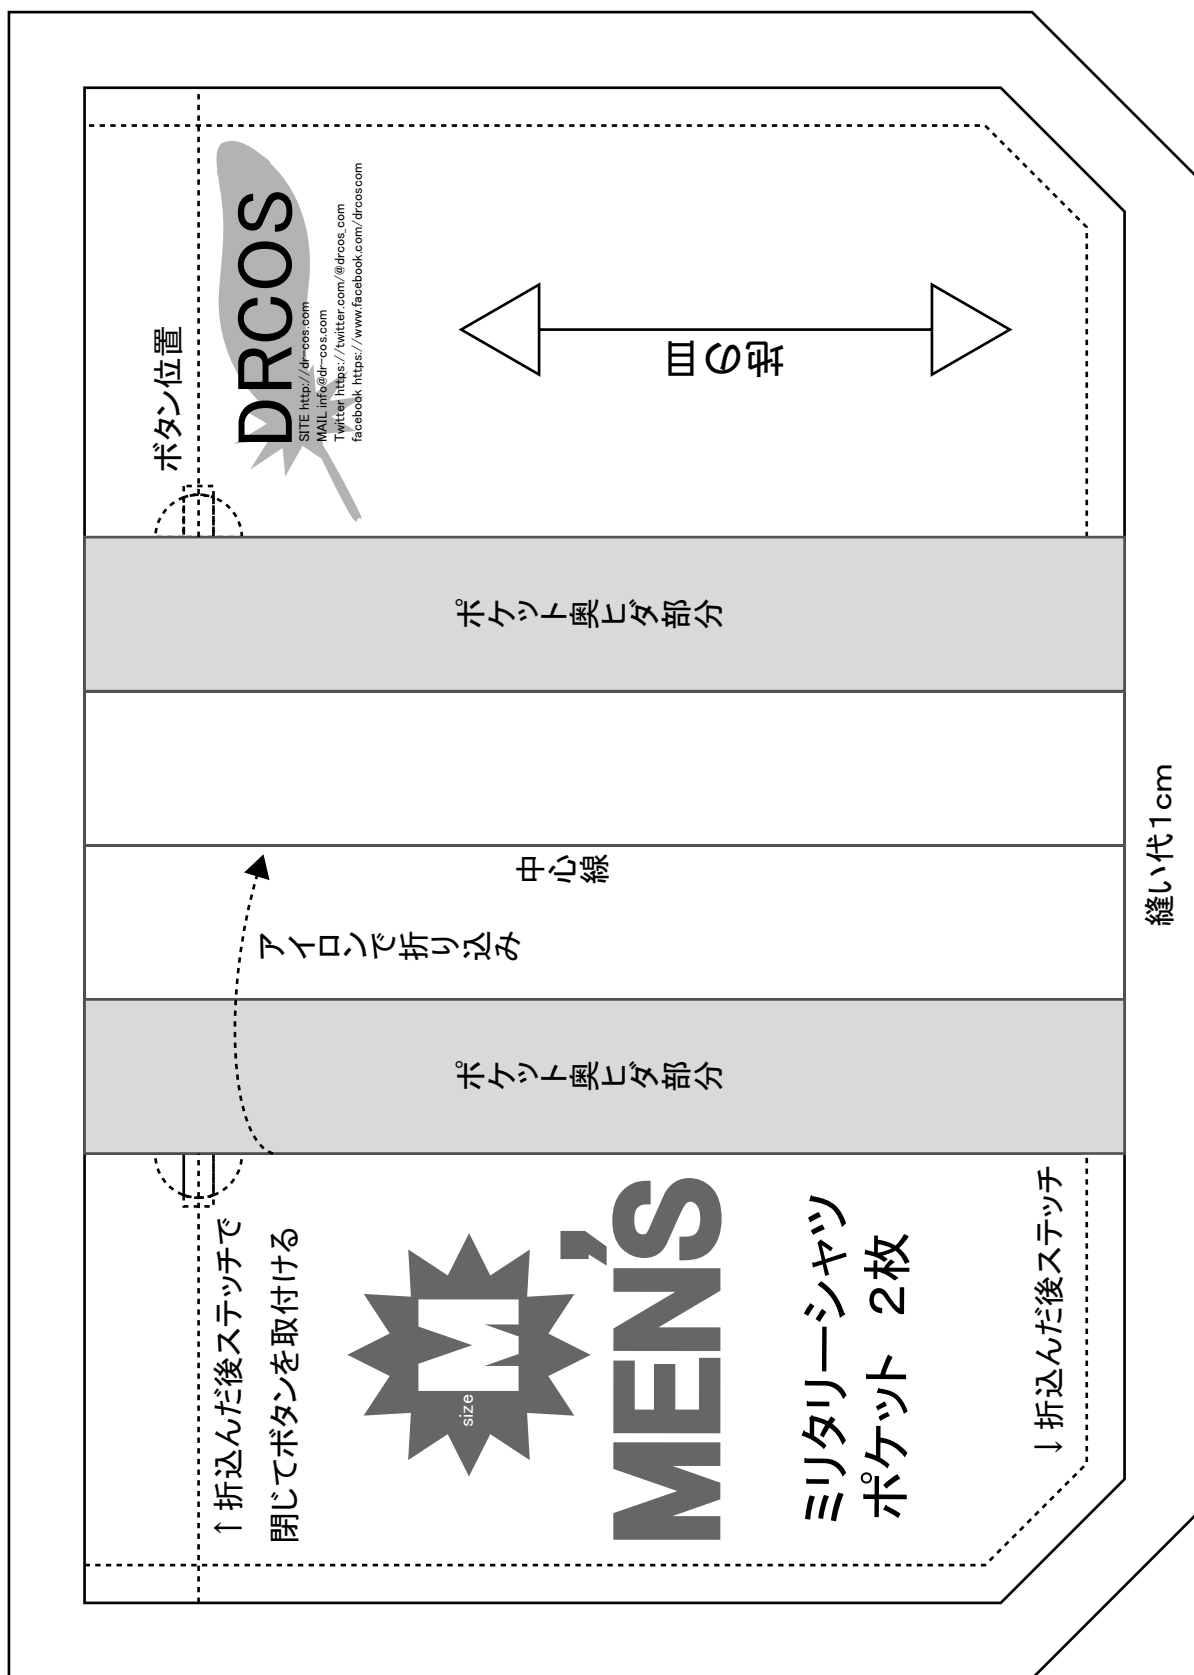 ボタン位置
DRCOS
SITE http://dr-cos.com
MAIL info@dr-cos.com
Twitter https://twitter.com/@drcos_com
facebook https://www.facebook.com/drcoscom
地の目
ポケット奥ヒダ部分
中心線
アイロンで折り込み
縫い代1cm
ポケット奥ヒダ部分
↑折込んだ後ステッチで
閉じてボタンを取付ける
size M
MEN'S
ミリタリーシャツ
ポケット 2枚
↓折込んだ後ステッチ